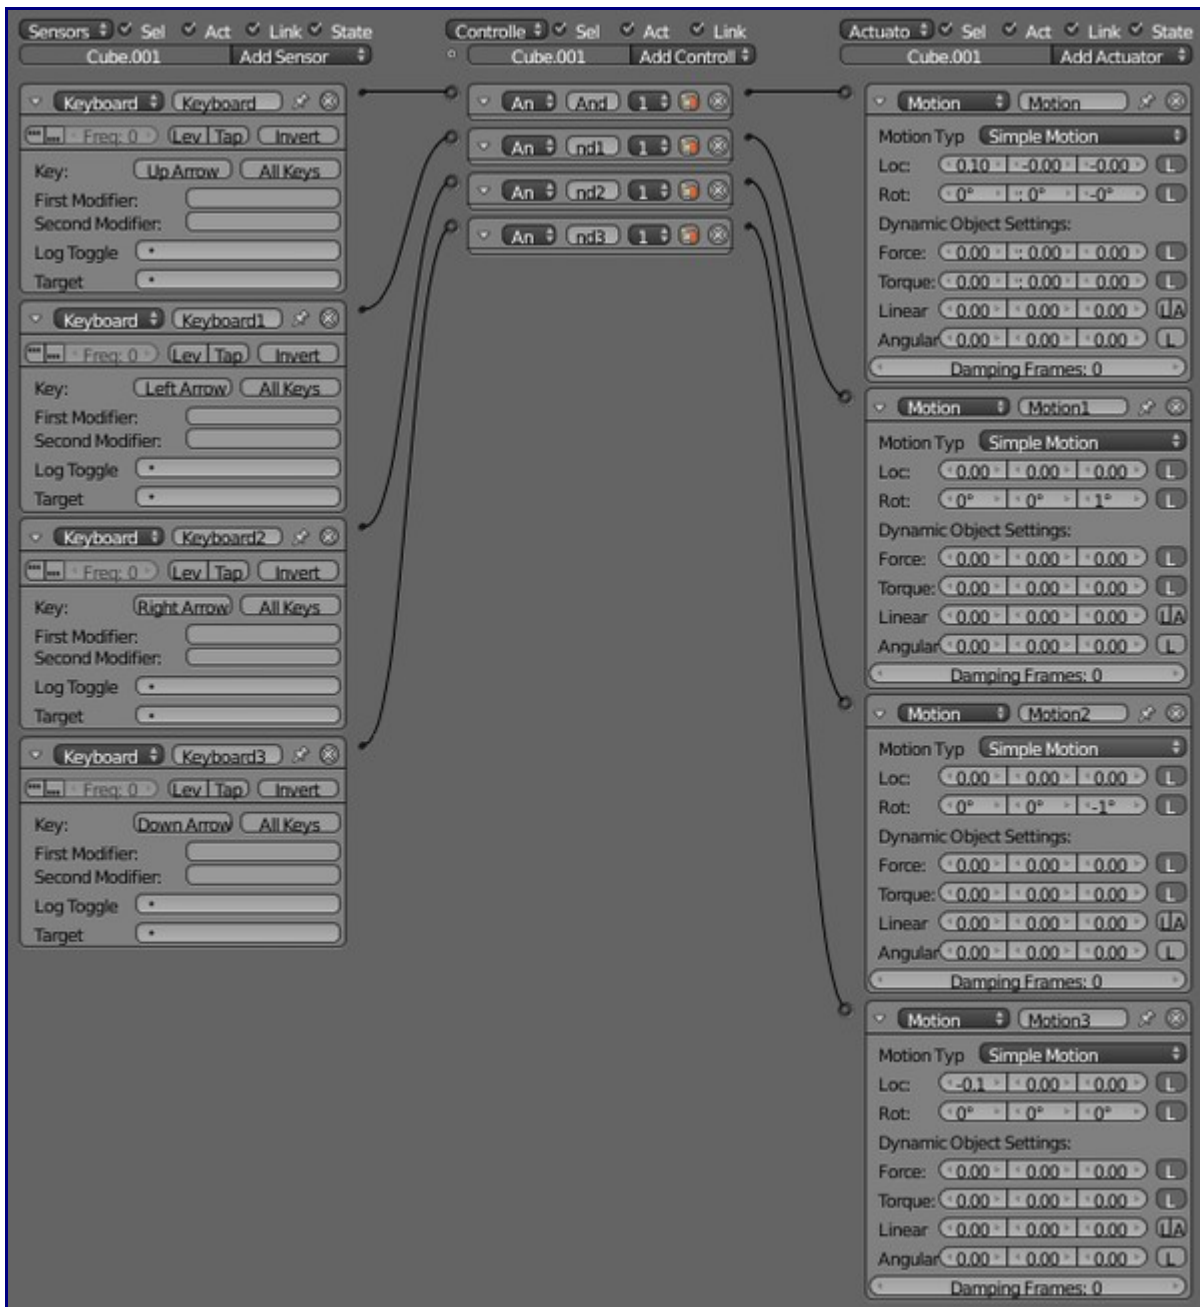 Sensors Sel Act Link State
Cube.001 Add Sensor
Keyboard Keyboard
Freq: 0 Lev Tap Invert
Key: Up Arrow All Keys
First Modifier:
Second Modifier:
Log Toggle
Target
Keyboard Keyboard1
Freq: 0 Lev Tap Invert
Key: Left Arrow All Keys
First Modifier:
Second Modifier:
Log Toggle
Target
Keyboard Keyboard2
Freq: 0 Lev Tap Invert
Key: Right Arrow All Keys
First Modifier:
Second Modifier:
Log Toggle
Target
Keyboard Keyboard3
Freq: 0 Lev Tap Invert
Key: Down Arrow All Keys
First Modifier:
Second Modifier:
Log Toggle
Target
Controlle Sel Act Link
Cube.001 Add Controll
An And 1
An nd1 1
An nd2 1
An nd3 1
Actuato Sel Act Link State
Cube.001 Add Actuator
Motion Motion
Motion Typ Simple Motion
Loc: 0.10 -0.00 -0.00 L
Rot: 0° 0° -0° L
Dynamic Object Settings:
Force: 0.00 0.00 0.00 L
Torque: 0.00 0.00 0.00 L
Linear 0.00 0.00 0.00 L A
Angular 0.00 0.00 0.00 L
Damping Frames: 0
Motion Motion1
Motion Typ Simple Motion
Loc: 0.00 0.00 0.00 L
Rot: 0° 0° 1° L
Dynamic Object Settings:
Force: 0.00 0.00 0.00 L
Torque: 0.00 0.00 0.00 L
Linear 0.00 0.00 0.00 L A
Angular 0.00 0.00 0.00 L
Damping Frames: 0
Motion Motion2
Motion Typ Simple Motion
Loc: 0.00 0.00 0.00 L
Rot: 0° 0° -1° L
Dynamic Object Settings:
Force: 0.00 0.00 0.00 L
Torque: 0.00 0.00 0.00 L
Linear 0.00 0.00 0.00 L A
Angular 0.00 0.00 0.00 L
Damping Frames: 0
Motion Motion3
Motion Typ Simple Motion
Loc: -0.1 0.00 0.00 L
Rot: 0° 0° 0° L
Dynamic Object Settings:
Force: 0.00 0.00 0.00 L
Torque: 0.00 0.00 0.00 L
Linear 0.00 0.00 0.00 L A
Angular 0.00 0.00 0.00 L
Damping Frames: 0